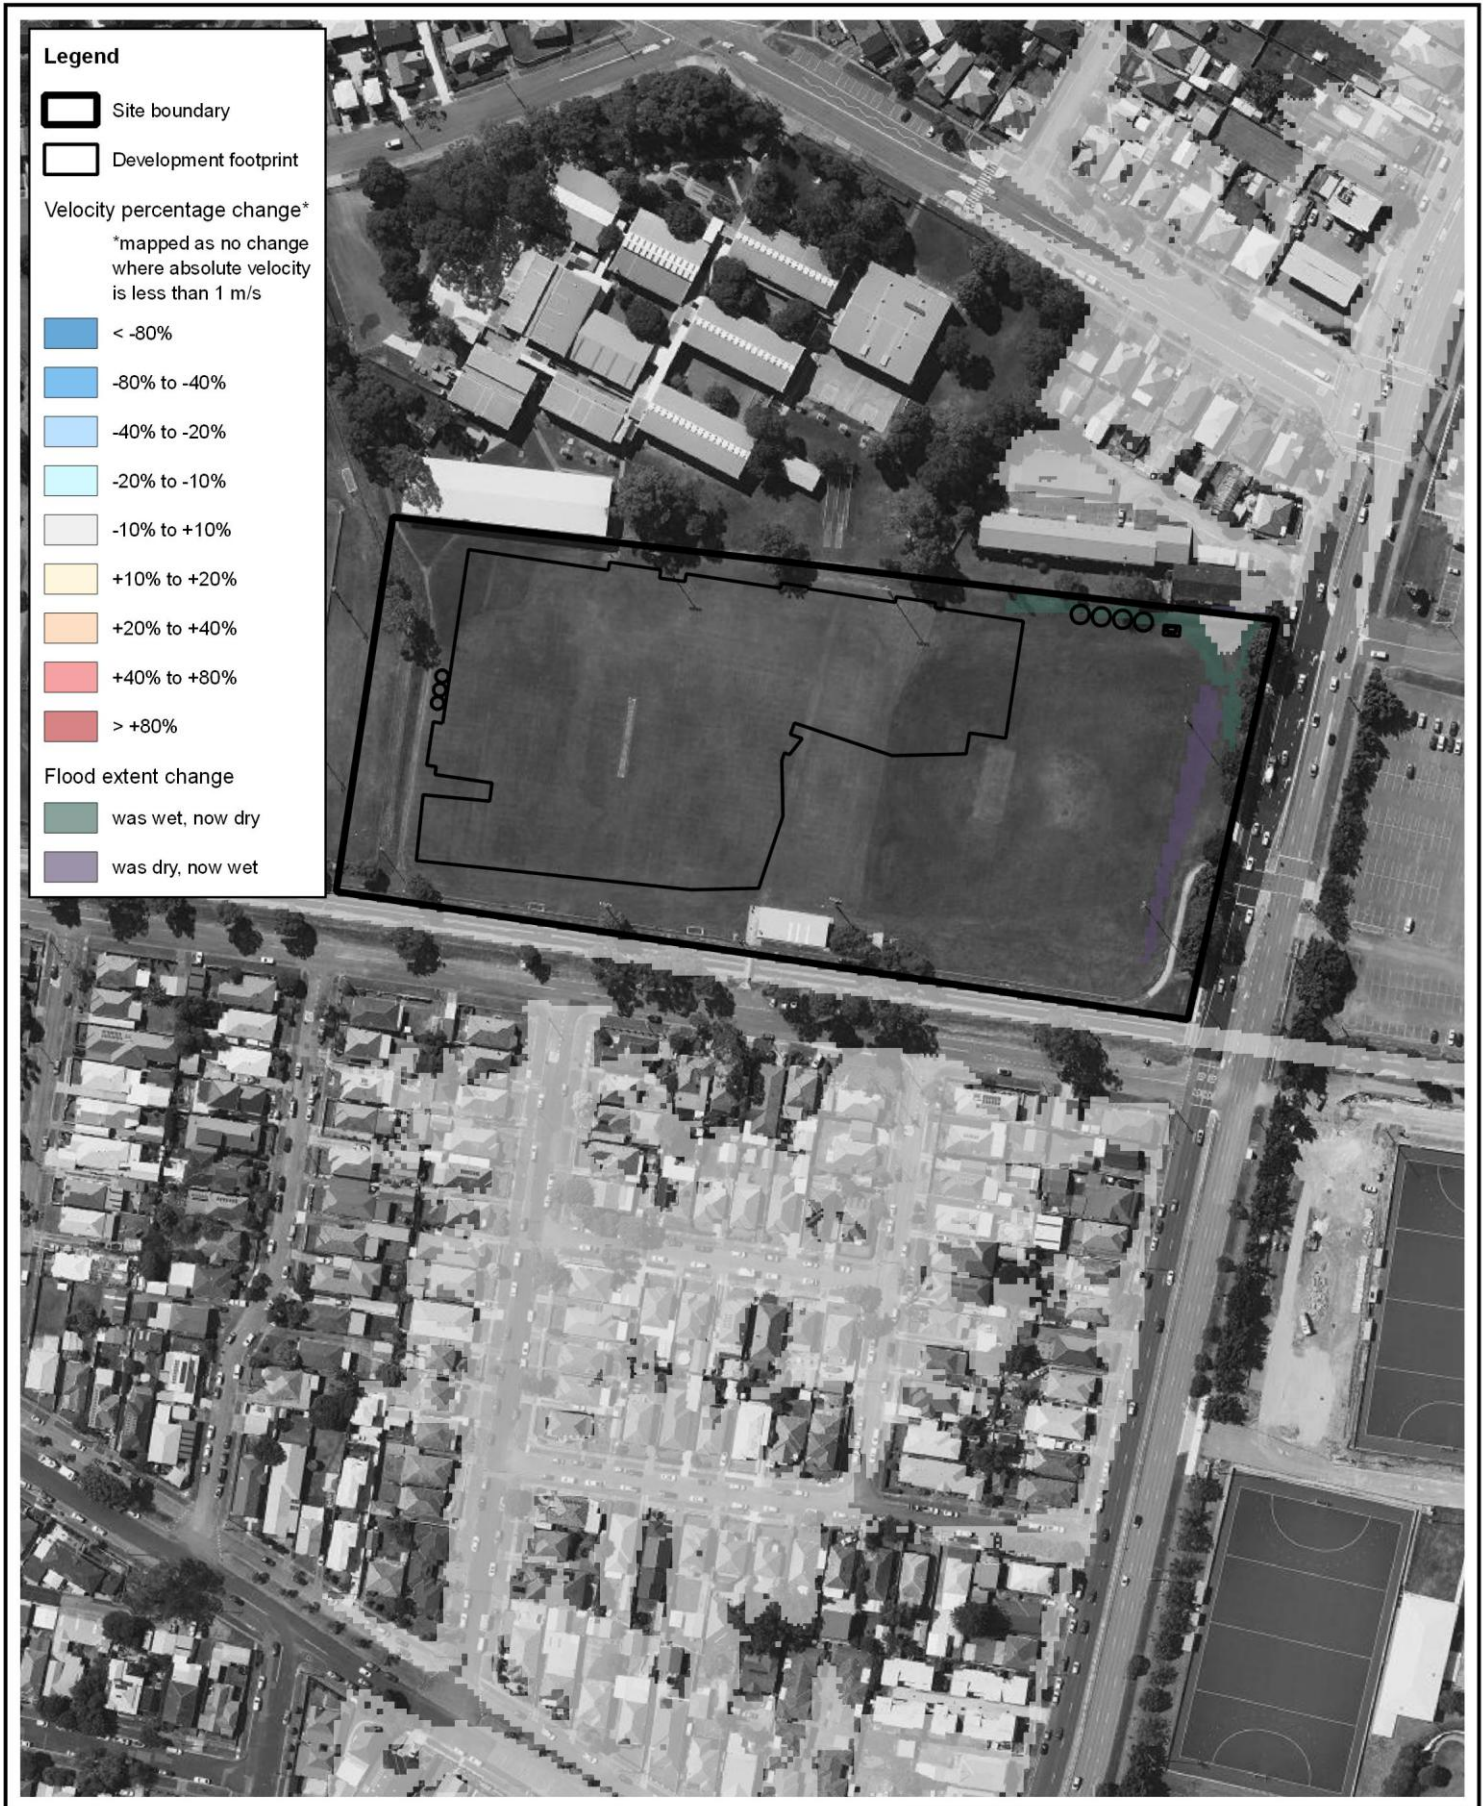 Legend
Site boundary
Development footprint
Velocity percentage change*
*mapped as no change
where absolute velocity
is less than 1 m/s
< -80%
-80% to -40%
-40% to -20%
-20% to -10%
-10% to +10%
+10% to +20%
+20% to +40%
+40% to +80%
> +80%
Flood extent change
was wet, now dry
was dry, now wet